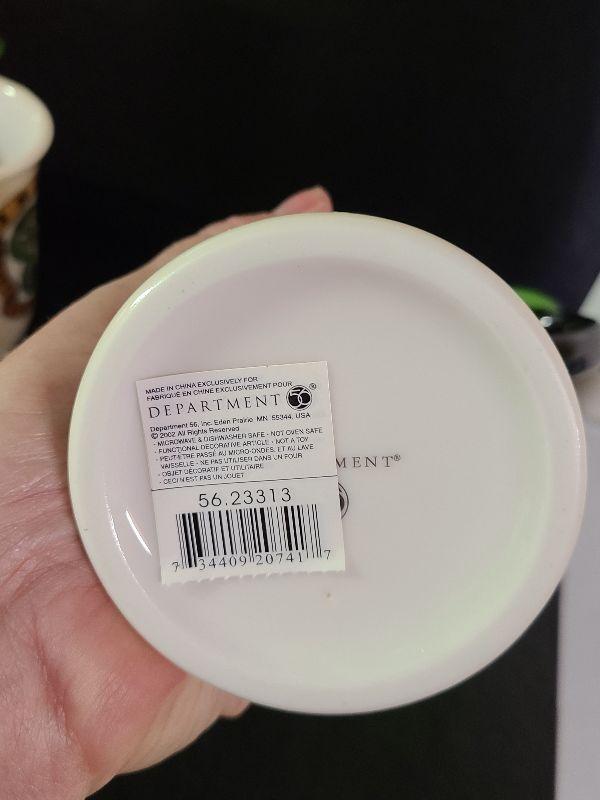 MADE IN CHINA EXCLUSIVELY FOR
FABRIQUÉ EN CHINE EXCLUSIVEMENT POUR
DEPARTMENT 56®
Department 56, Inc. Eden Prairie, MN, 55344, USA
© 2002 All Rights Reserved
- MICROWAVE & DISHWASHER SAFE - NOT OVEN SAFE
- FUNCTIONAL DECORATIVE ARTICLE - NOT A TOY
- PEUT-ÊTRE PASSÉ AU MICRO-ONDES, ET AU LAVE
VAISSELLE - NE PAS UTILISER DANS UN FOUR
- OBJET DÉCORATIF ET UTILITAIRE
- CECI N'EST PAS UN JOUET
56.23313
7 34409 20741 7
MENT®